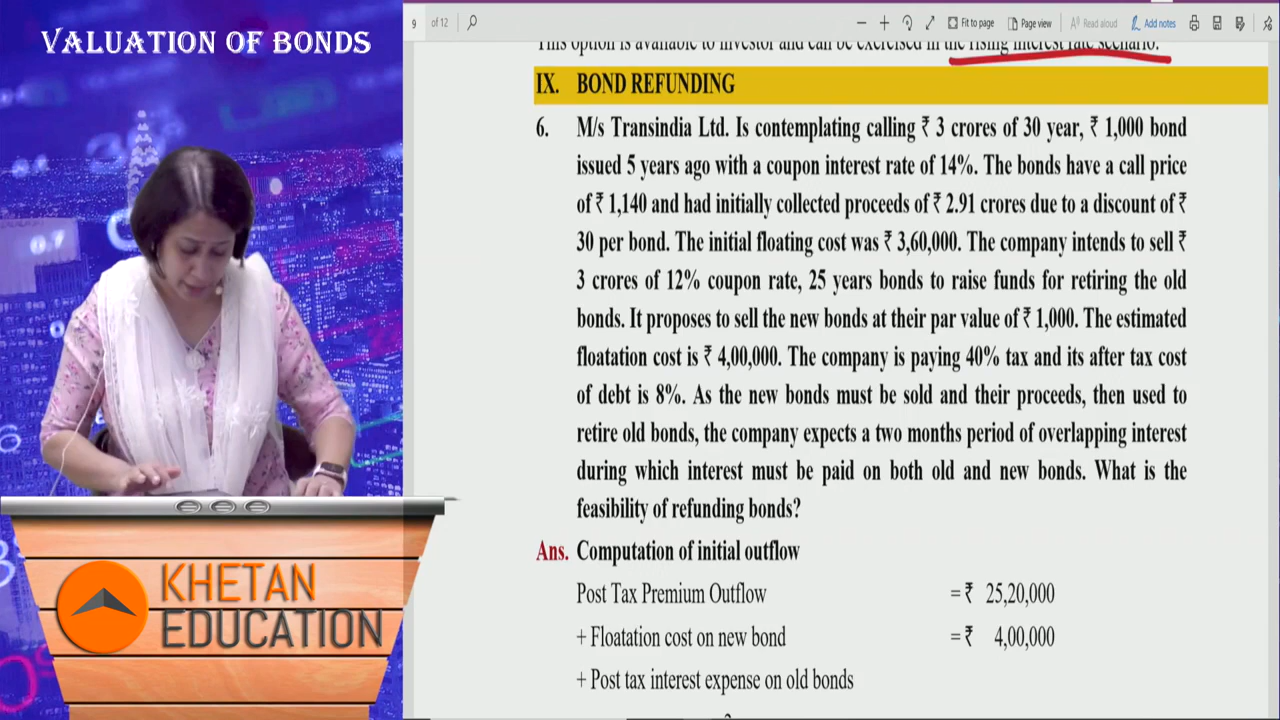 VALUATION OF BONDS
9 of 12
Fit to page
Page view
Read aloud
Add notes
This option is available to investor and can be exercised in the rising interest rate scenario.
IX. BOND REFUNDING
6. M/s Transindia Ltd. Is contemplating calling ₹ 3 crores of 30 year, ₹ 1,000 bond
issued 5 years ago with a coupon interest rate of 14%. The bonds have a call price
of ₹ 1,140 and had initially collected proceeds of ₹ 2.91 crores due to a discount of ₹
30 per bond. The initial floating cost was ₹ 3,60,000. The company intends to sell ₹
3 crores of 12% coupon rate, 25 years bonds to raise funds for retiring the old
bonds. It proposes to sell the new bonds at their par value of ₹ 1,000. The estimated
floatation cost is ₹ 4,00,000. The company is paying 40% tax and its after tax cost
of debt is 8%. As the new bonds must be sold and their proceeds, then used to
retire old bonds, the company expects a two months period of overlapping interest
during which interest must be paid on both old and new bonds. What is the
feasibility of refunding bonds?
Ans. Computation of initial outflow
Post Tax Premium Outflow = ₹ 25,20,000
+ Floatation cost on new bond = ₹ 4,00,000
+ Post tax interest expense on old bonds
KHETAN
EDUCATION